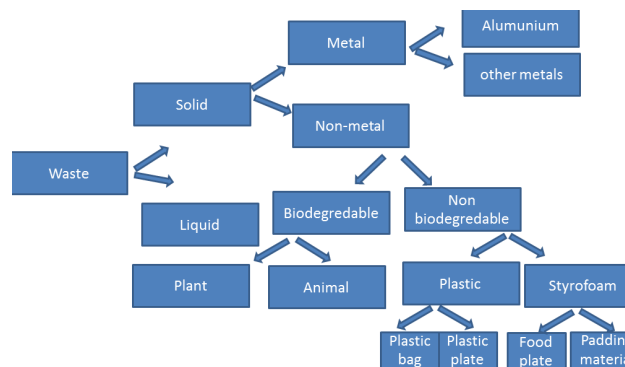 Alumunium
Metal
other metals
Solid
Non-metal
Waste
Biodegredable
Non
biodegredable
Liquid
Plant
Animal
Plastic
Styrofoam
Plastic
bag
Plastic
plate
Food
plate